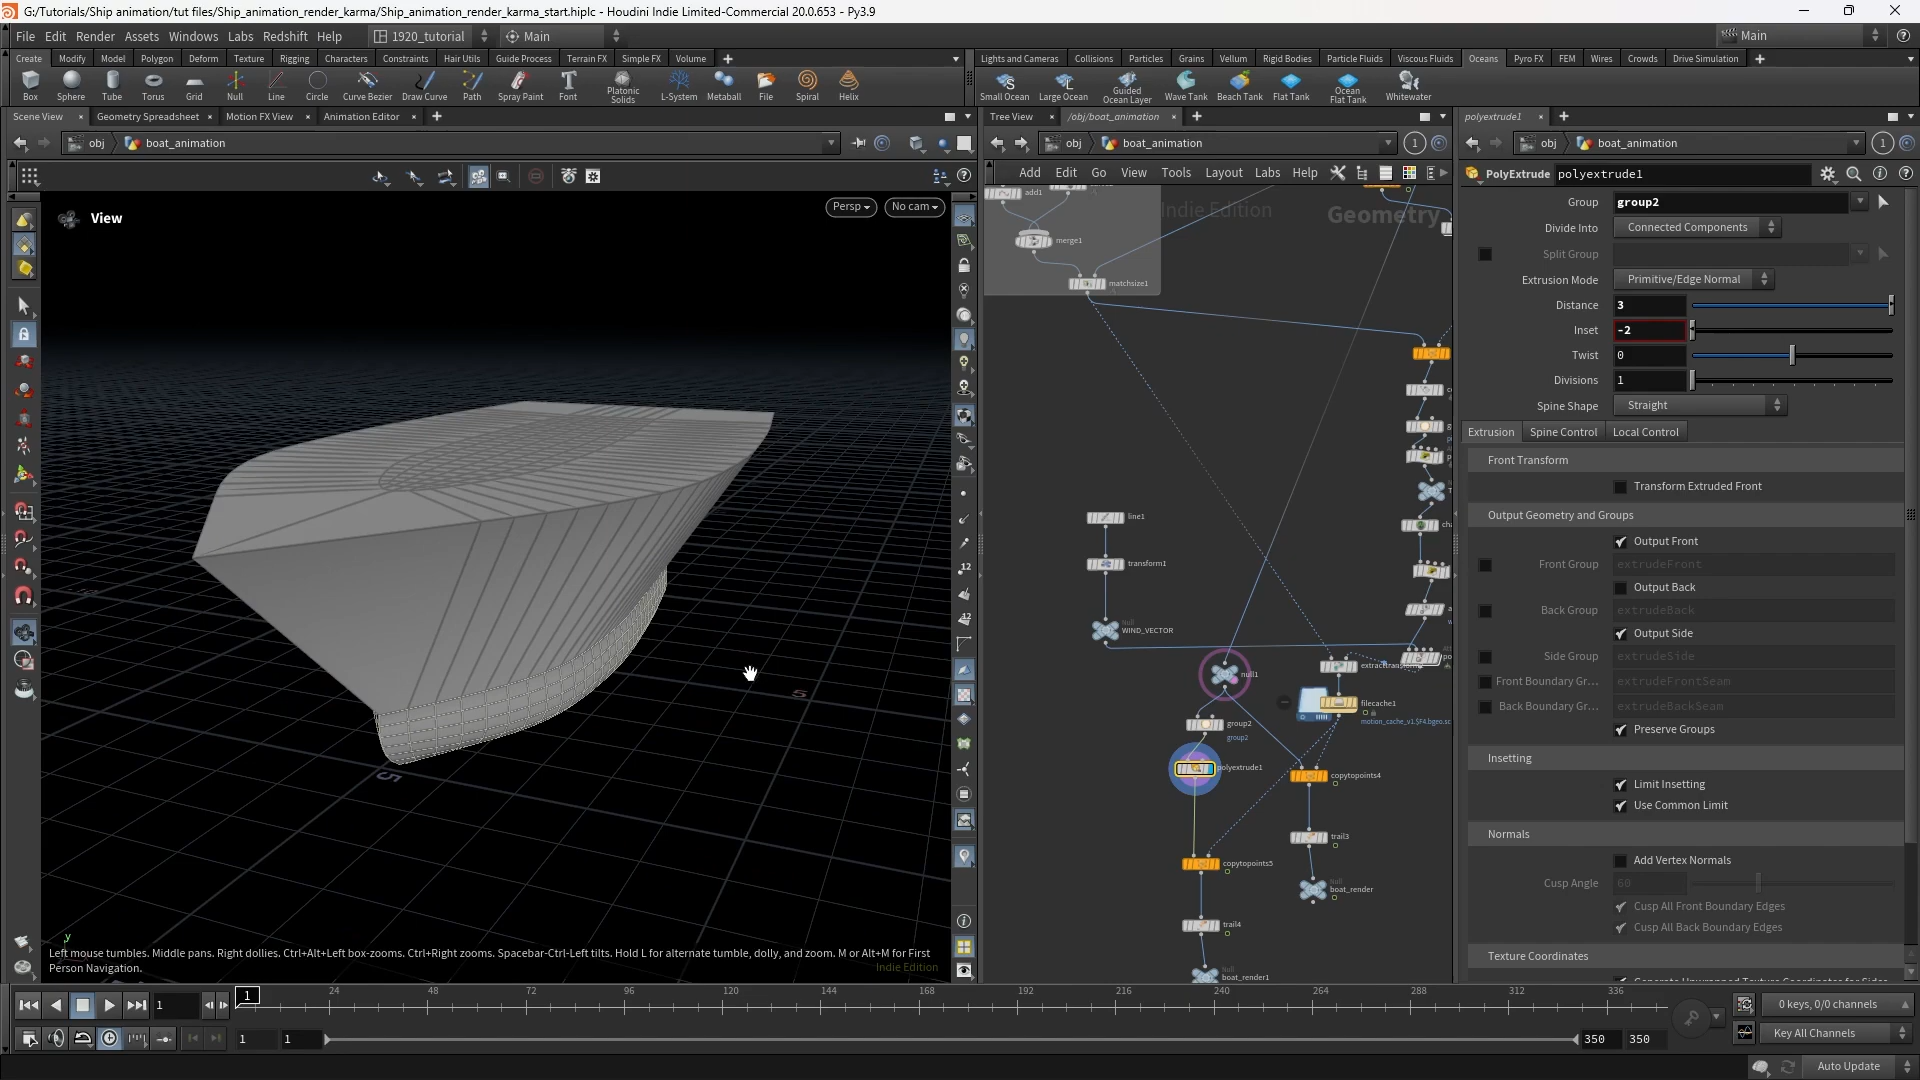 G:/Tutorials/Ship animation/tut files/Ship_animation_render_karma/Ship_animation_render_karma_start.hiplc - Houdini Indie Limited-Commercial 20.0.653 - Py3.9
File Edit Render Assets Windows Labs Redshift Help 1920_tutorial Main Main
Create Modify Model Polygon Deform Texture Rigging Characters Constraints Hair Utils Guide Process Terrain FX Simple FX Volume
Lights and Cameras Collisions Particles Grains Vellum Rigid Bodies Particle Fluids Viscous Fluids Oceans Pyro FX FEM Wires Crowds Drive Simulation
Box Sphere Tube Torus Grid Null Line Circle Curve Bezier Draw Curve Path Spray Paint Font Platonic Solids L-System Metaball File Spiral Helix
Small Ocean Large Ocean Guided Ocean Layer Wave Tank Beach Tank Flat Tank Ocean Flat Tank Whitewater
Scene View Geometry Spreadsheet Motion FX View Animation Editor
Tree View /obj/boat_animation
polyextrude1
obj boat_animation
obj boat_animation 1
obj boat_animation 1
Add Edit Go View Tools Layout Labs Help
View
Persp No cam
Indie Edition
Geometry
add1
merge1
matchsize1
line1
transform1
Null
WIND_VECTOR
null1
group2
group2
polyextrude1
filecache1
motion_cache_v1.$F4.bgeo.sc
copytopoints4
trail3
copytopoints5
Null
boat_render
trail4
Null
boat_render1
PolyExtrude polyextrude1
Group group2
Divide Into Connected Components
Split Group
Extrusion Mode Primitive/Edge Normal
Distance 3
Inset -2
Twist 0
Divisions 1
Spine Shape Straight
Extrusion Spine Control Local Control
Front Transform
Transform Extruded Front
Output Geometry and Groups
Output Front
Front Group extrudeFront
Output Back
Back Group extrudeBack
Output Side
Side Group extrudeSide
Front Boundary Gr... extrudeFrontSeam
Back Boundary Gr... extrudeBackSeam
Preserve Groups
Insetting
Limit Insetting
Use Common Limit
Normals
Add Vertex Normals
Cusp Angle 60
Cusp All Front Boundary Edges
Cusp All Back Boundary Edges
Texture Coordinates
5
5
y
Left mouse tumbles. Middle pans. Right dollies. Ctrl+Alt+Left box-zooms. Ctrl+Right zooms. Spacebar-Ctrl-Left tilts. Hold L for alternate tumble, dolly, and zoom. M or Alt+M for First
Person Navigation.
Indie Edition
1 1 24 48 72 96 120 144 168 192 216 240 264 288 312 336
0 keys, 0/0 channels
1 1 350 350
Key All Channels
Auto Update